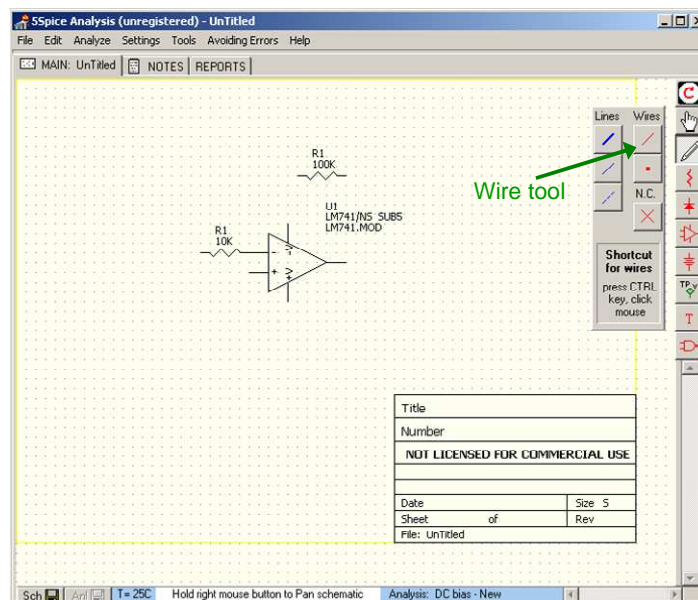 5Spice Analysis (unregistered) - UnTitled
File Edit Analyze Settings Tools Avoiding Errors Help
MAIN: UnTitled NOTES REPORTS
Lines Wires
R1
100K
Wire tool
N.C.
U1
LM741/NS SUB5
LM741.MOD
R1
10K
Shortcut
for wires
press CTRL
key, click
mouse
TP
T
Title
Number
NOT LICENSED FOR COMMERCIAL USE
Date Size S
Sheet of Rev
File: UnTitled
Sch Anl T= 25C Hold right mouse button to Pan schematic Analysis: DC bias - New